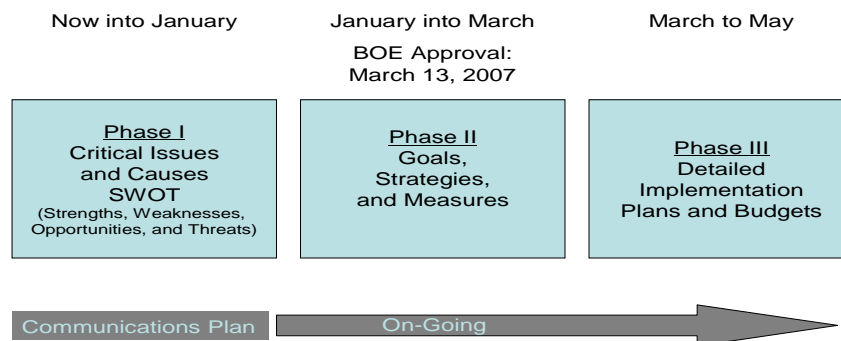 Now into January
January into March
March to May
BOE Approval:
March 13, 2007
Phase I
Critical Issues
and Causes
SWOT
(Strengths, Weaknesses,
Opportunities, and Threats)
Phase II
Goals,
Strategies,
and Measures
Phase III
Detailed
Implementation
Plans and Budgets
Communications Plan
On-Going